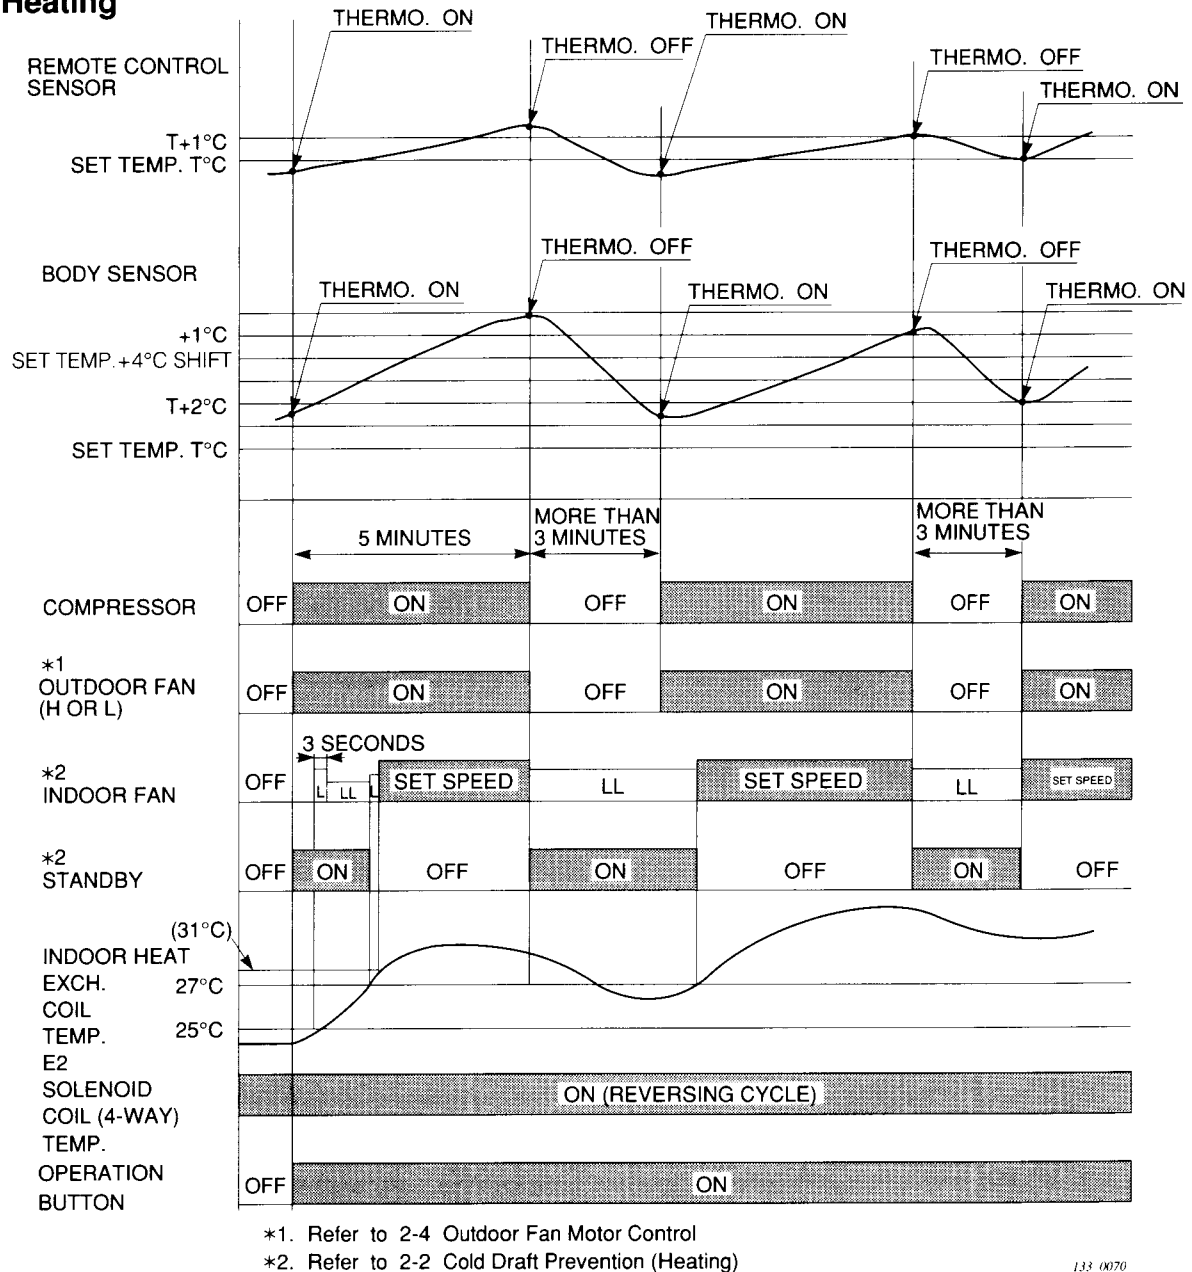 Heating
THERMO. ON
THERMO. OFF
THERMO. ON
THERMO. OFF
THERMO. ON
REMOTE CONTROL
SENSOR
T+1°C
SET TEMP. T°C
THERMO. OFF
THERMO. OFF
BODY SENSOR
THERMO. ON
THERMO. ON
THERMO. ON
+1°C
SET TEMP.+4°C SHIFT
T+2°C
SET TEMP. T°C
5 MINUTES
MORE THAN
3 MINUTES
MORE THAN
3 MINUTES
COMPRESSOR
OFF ON OFF ON OFF ON
*1
OUTDOOR FAN
(H OR L)
OFF ON OFF ON OFF ON
3 SECONDS
*2
INDOOR FAN
OFF L LL L SET SPEED LL SET SPEED LL SET SPEED
*2
STANDBY
OFF ON OFF ON OFF ON OFF
(31°C)
INDOOR HEAT
EXCH. 27°C
COIL
TEMP. 25°C
E2
SOLENOID
COIL (4-WAY)
TEMP.
ON (REVERSING CYCLE)
OPERATION
BUTTON
OFF ON
*1. Refer to 2-4 Outdoor Fan Motor Control
*2. Refer to 2-2 Cold Draft Prevention (Heating)
133 0070